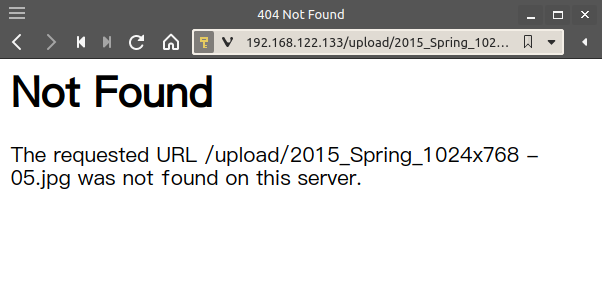 404 Not Found
192.168.122.133/upload/2015_Spring_102...
Not Found
The requested URL /upload/2015_Spring_1024x768 –
05.jpg was not found on this server.